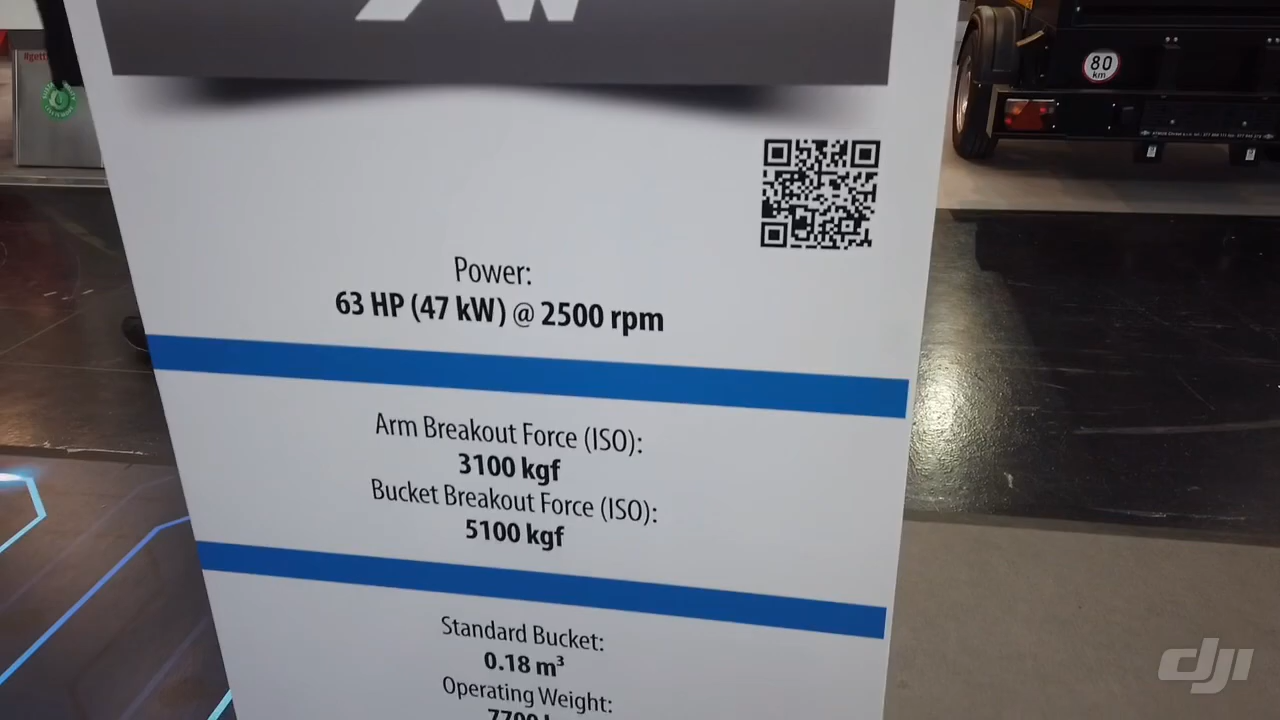 80
km
Power:
63 HP (47 kW) @ 2500 rpm
Arm Breakout Force (ISO):
3100 kgf
Bucket Breakout Force (ISO):
5100 kgf
Standard Bucket:
0.18 m³
Operating Weight:
dji